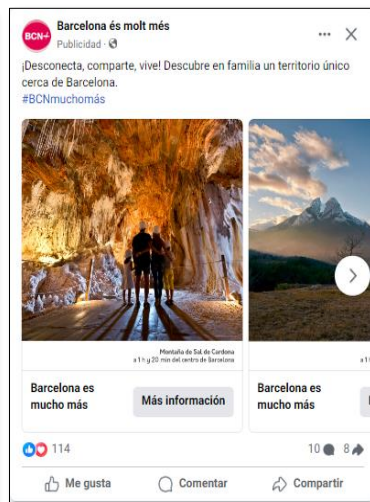 BCN+
Barcelona és molt més
Publicidad ·
¡Desconecta, comparte, vive! Descubre en familia un territorio único
cerca de Barcelona.
#BCNmuchomás
Montaña de Sal de Cardona
a 1 h y 20 min del centro de Barcelona
a 1 h
Barcelona es
mucho más
Más información
Barcelona es
mucho más
114
10
8
Me gusta
Comentar
Compartir